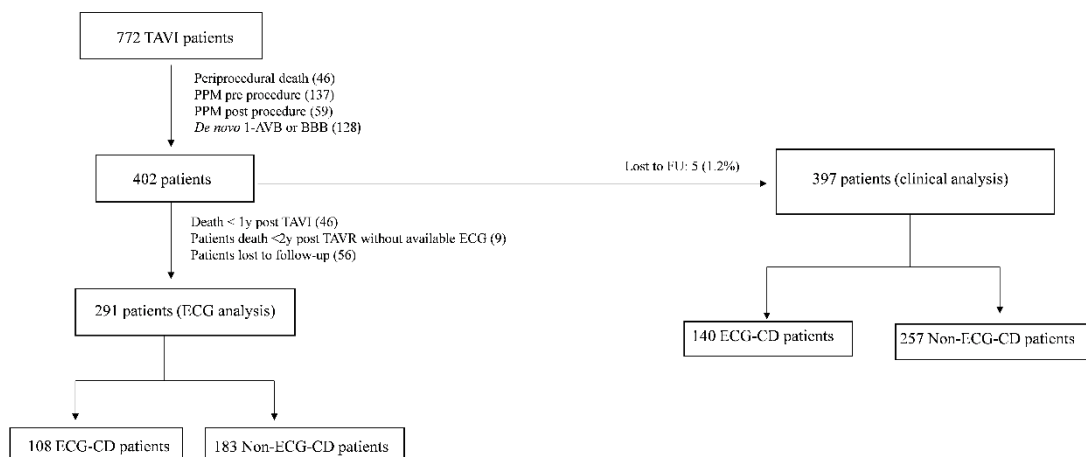 772 TAVI patients
Periprocedural death (46)
PPM pre procedure (137)
PPM post procedure (59)
De novo 1-AVB or BBB (128)
402 patients
Lost to FU: 5 (1.2%)
397 patients (clinical analysis)
Death < 1y post TAVI (46)
Patients death <2y post TAVR without available ECG (9)
Patients lost to follow-up (56)
291 patients (ECG analysis)
140 ECG-CD patients
257 Non-ECG-CD patients
108 ECG-CD patients
183 Non-ECG-CD patients